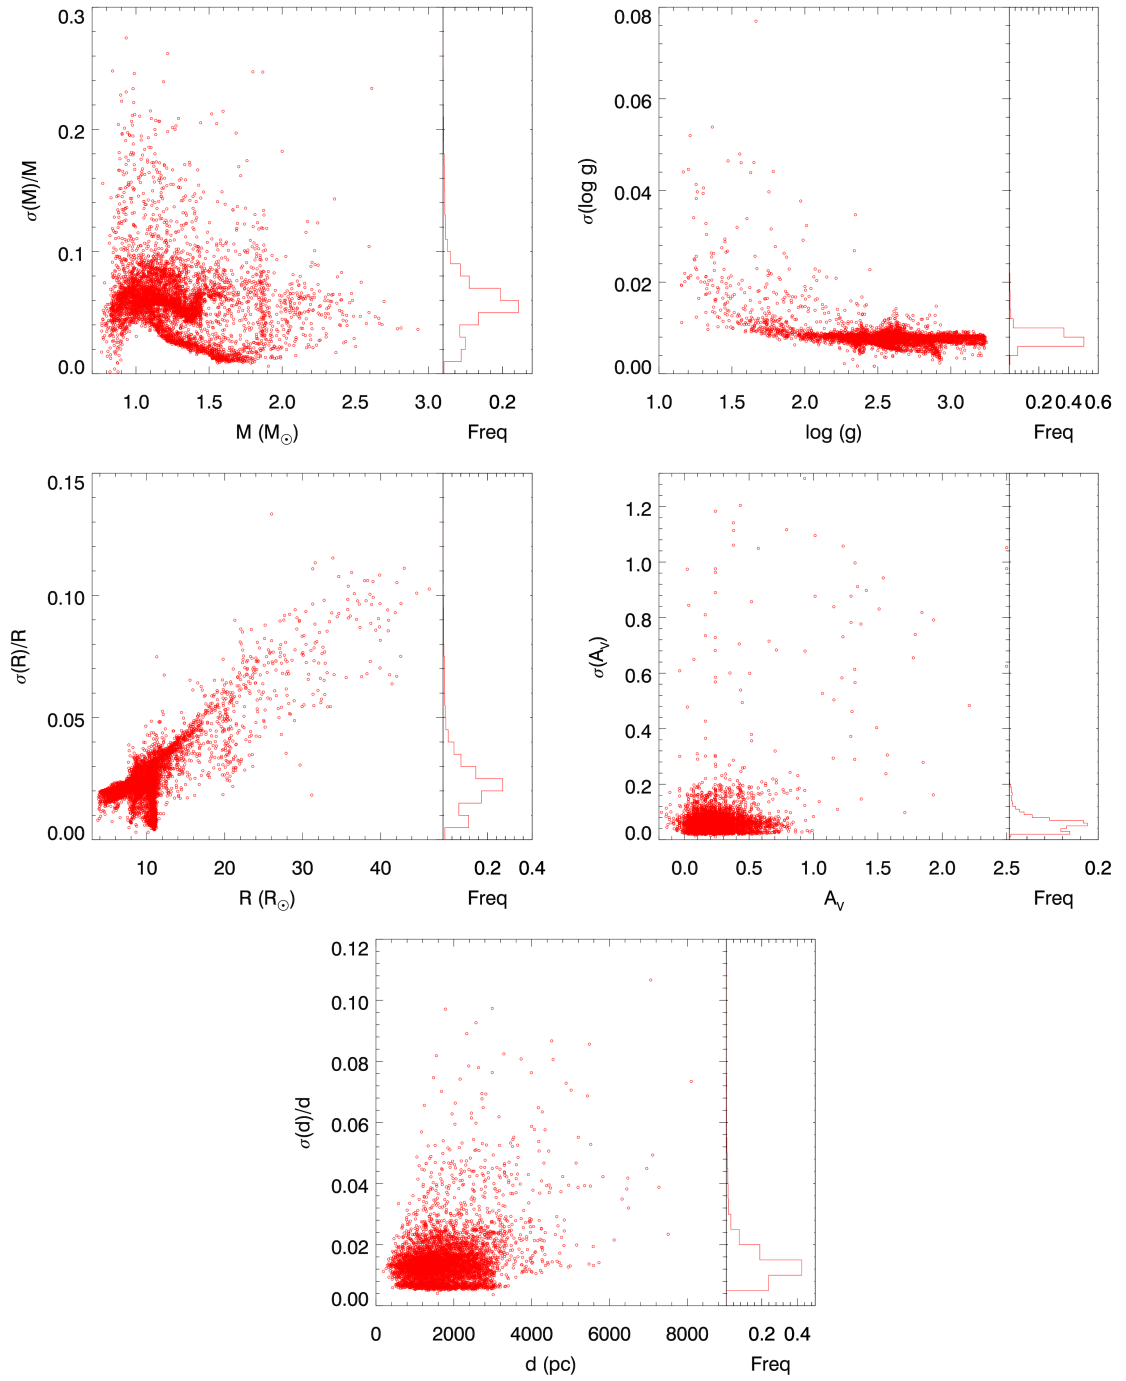 0.3
0.2
0.1
0.0
σ(M)/M
1.0 1.5 2.0 2.5 3.0
M (M☉)
0.2
Freq
0.08
0.06
0.04
0.02
0.00
σ(log g)
1.0 1.5 2.0 2.5 3.0
log (g)
0.2 0.4 0.6
Freq
0.15
0.10
0.05
0.00
σ(R)/R
10 20 30 40
R (R☉)
0.2 0.4
Freq
1.2
1.0
0.8
0.6
0.4
0.2
0.0
σ(A_V)
0.0 0.5 1.0 1.5 2.0 2.5
A_V
0.2
Freq
0.12
0.10
0.08
0.06
0.04
0.02
0.00
σ(d)/d
0 2000 4000 6000 8000
d (pc)
0.2 0.4
Freq